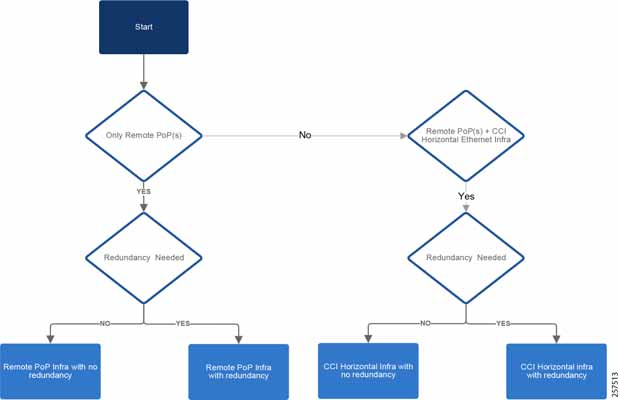 Start
Only Remote PoP(s)
No
Remote PoP(s) + CCI
Horizontal Ethernet Infra
YES
Yes
Redundancy Needed
Redundancy Needed
NO
YES
NO
YES
Remote PoP Infra with no
redundancy
Remote PoP Infra
with redundancy
CCI Horizontal Infra with
no redundancy
CCI Horizontal infra
with redundancy
257513